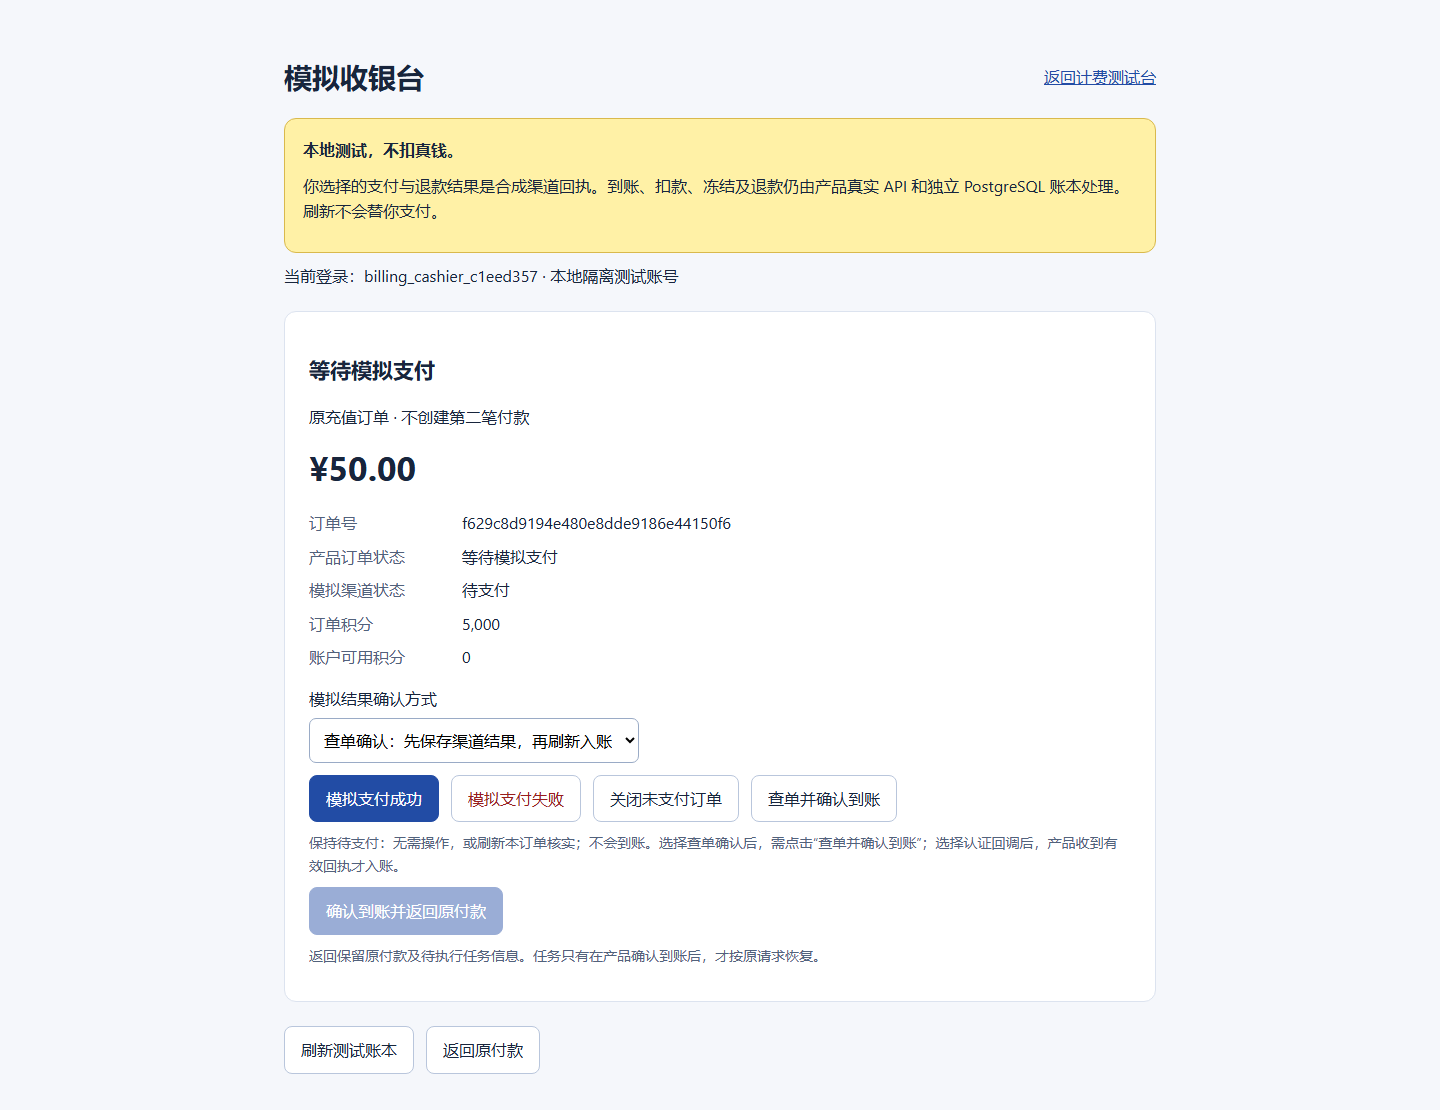 模拟收银台
返回计费测试台
本地测试，不扣真钱。
你选择的支付与退款结果是合成渠道回执。到账、扣款、冻结及退款仍由产品真实 API 和独立 PostgreSQL 账本处理。
刷新不会替你支付。
当前登录：billing_cashier_c1eed357 · 本地隔离测试账号
等待模拟支付
原充值订单 · 不创建第二笔付款
¥50.00
订单号 f629c8d9194e480e8dde9186e44150f6
产品订单状态 等待模拟支付
模拟渠道状态 待支付
订单积分 5,000
账户可用积分 0
模拟结果确认方式
查单确认：先保存渠道结果，再刷新入账
模拟支付成功 模拟支付失败 关闭未支付订单 查单并确认到账
保持待支付：无需操作，或刷新本订单核实；不会到账。选择查单确认后，需点击“查单并确认到账”；选择认证回调后，产品收到有
效回执才入账。
确认到账并返回原付款
返回保留原付款及待执行任务信息。任务只有在产品确认到账后，才按原请求恢复。
刷新测试账本 返回原付款